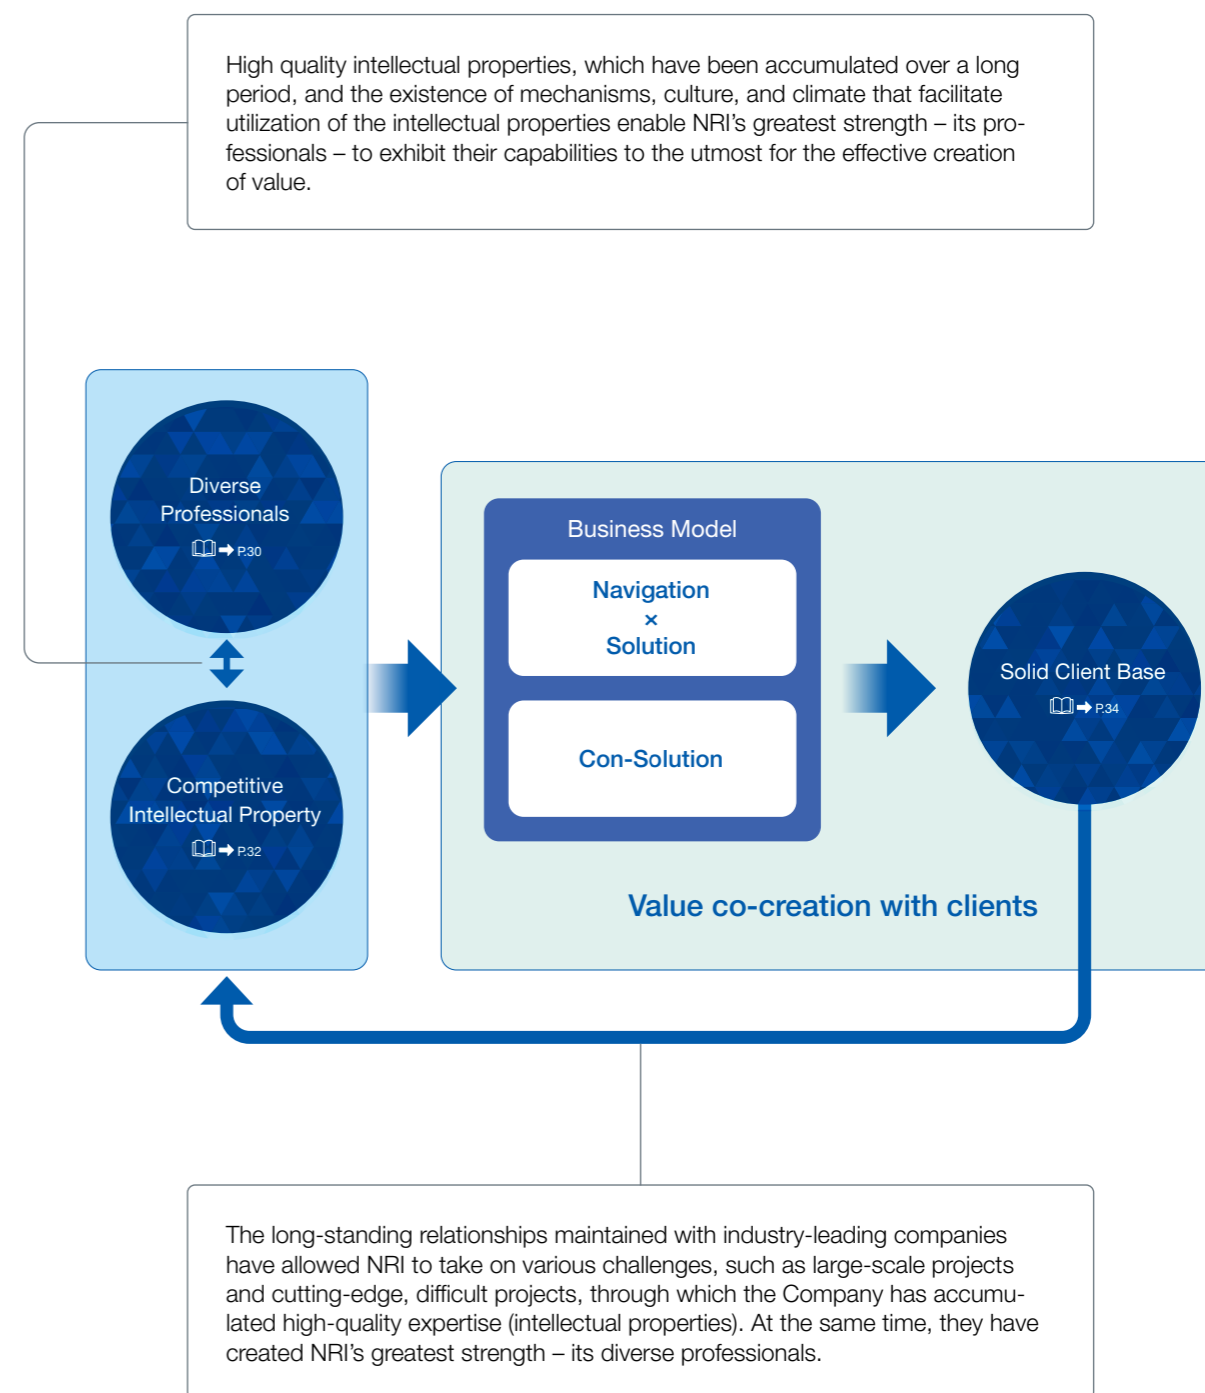 High quality intellectual properties, which have been accumulated over a long
period, and the existence of mechanisms, culture, and climate that facilitate
utilization of the intellectual properties enable NRI’s greatest strength – its pro-
fessionals – to exhibit their capabilities to the utmost for the effective creation
of value.
Diverse
Professionals
P.30
Competitive
Intellectual Property
P.32
Business Model
Navigation
×
Solution
Con-Solution
Solid Client Base
P.34
Value co-creation with clients
The long-standing relationships maintained with industry-leading companies
have allowed NRI to take on various challenges, such as large-scale projects
and cutting-edge, difficult projects, through which the Company has accumu-
lated high-quality expertise (intellectual properties). At the same time, they have
created NRI’s greatest strength – its diverse professionals.